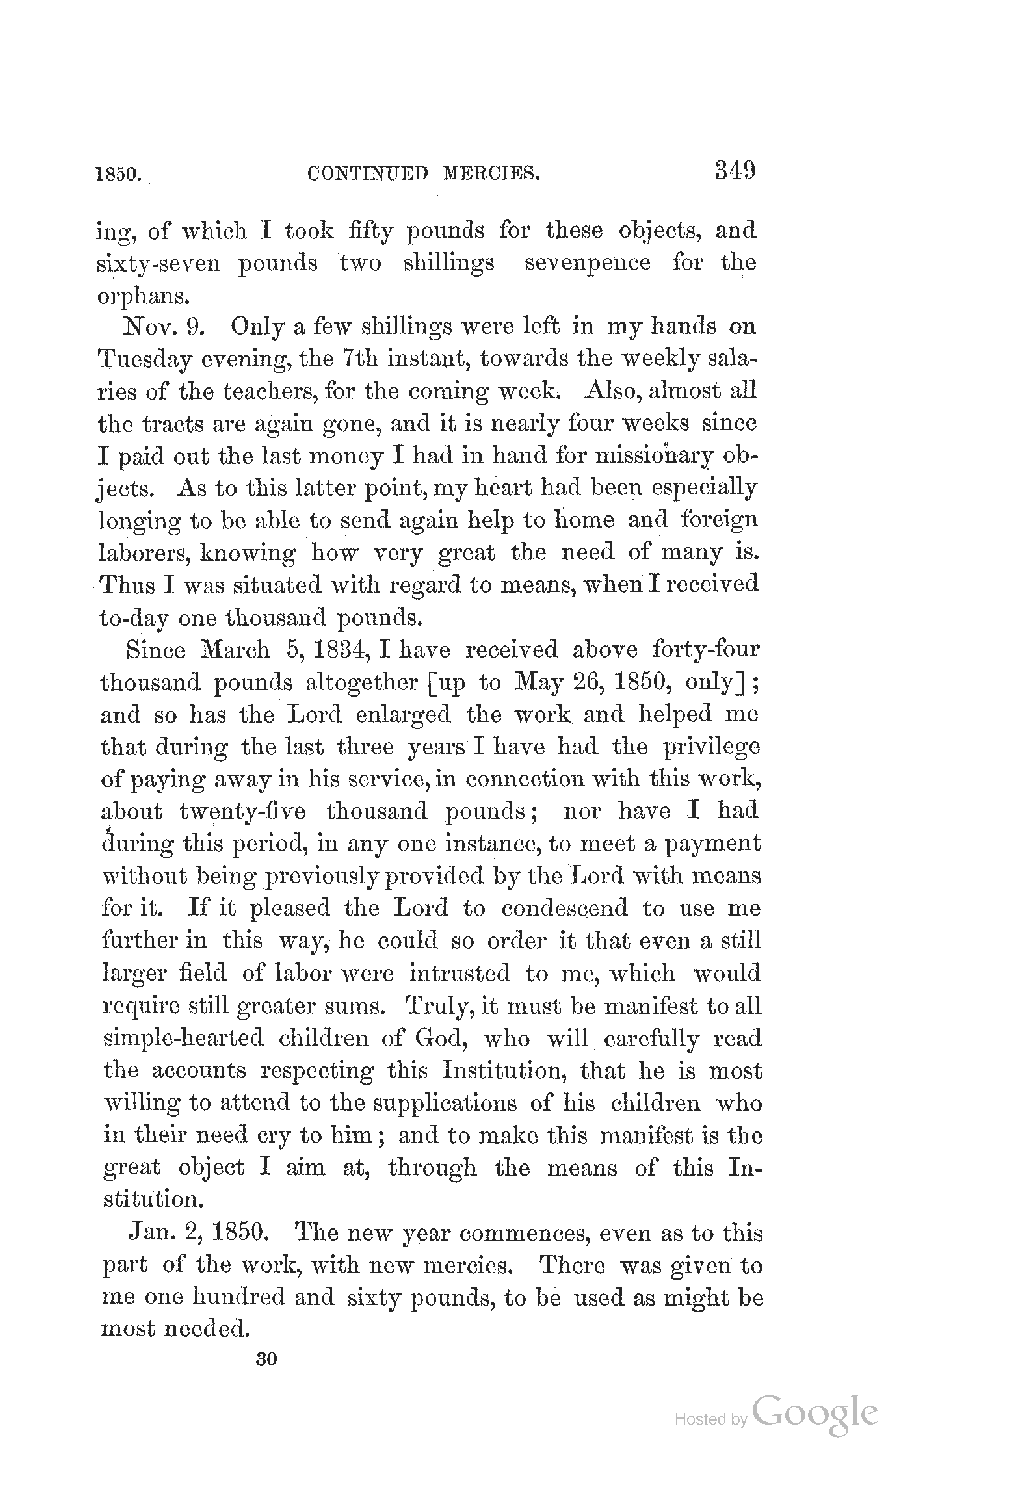 1850. CONTINUED MERCIES. 349
ing, of which I took fifty pounds for these objects, and
sixty-seven pounds two shillings sevenpence for the
orphans.
Nov. 9. Only a few shillings were left in my hands on
Tuesday evening, the 7th instant, towards the weekly sala-
ries of the teachers, for the coming week. Also, almost all
the tracts are again gone, and it is nearly four weeks since
I paid out the last money I had in hand for missionary ob-
jects. As to this latter point, my heart had been especially
longing to be able to send again help to home and foreign
laborers, knowing how very great the need of many is.
Thus I was situated with regard to means, when I received
to-day one thousand pounds.
Since March 5, 1834, I have received above forty-four
thousand pounds altogether [up to May 26, 1850, only];
and so has the Lord enlarged the work and helped me
that during the last three years I have had the privilege
of paying away in his service, in connection with this work,
about twenty-five thousand pounds; nor have I had
during this period, in any one instance, to meet a payment
without being previously provided by the Lord with means
for it. If it pleased the Lord to condescend to use me
further in this way, he could so order it that even a still
larger field of labor were intrusted to me, which would
require still greater sums. Truly, it must be manifest to all
simple-hearted children of God, who will carefully read
the accounts respecting this Institution, that he is most
willing to attend to the supplications of his children who
in their need cry to him; and to make this manifest is the
great object I aim at, through the means of this In-
stitution.
Jan. 2, 1850. The new year commences, even as to this
part of the work, with new mercies. There was given to
me one hundred and sixty pounds, to be used as might be
most needed.
30
Hosted by Google